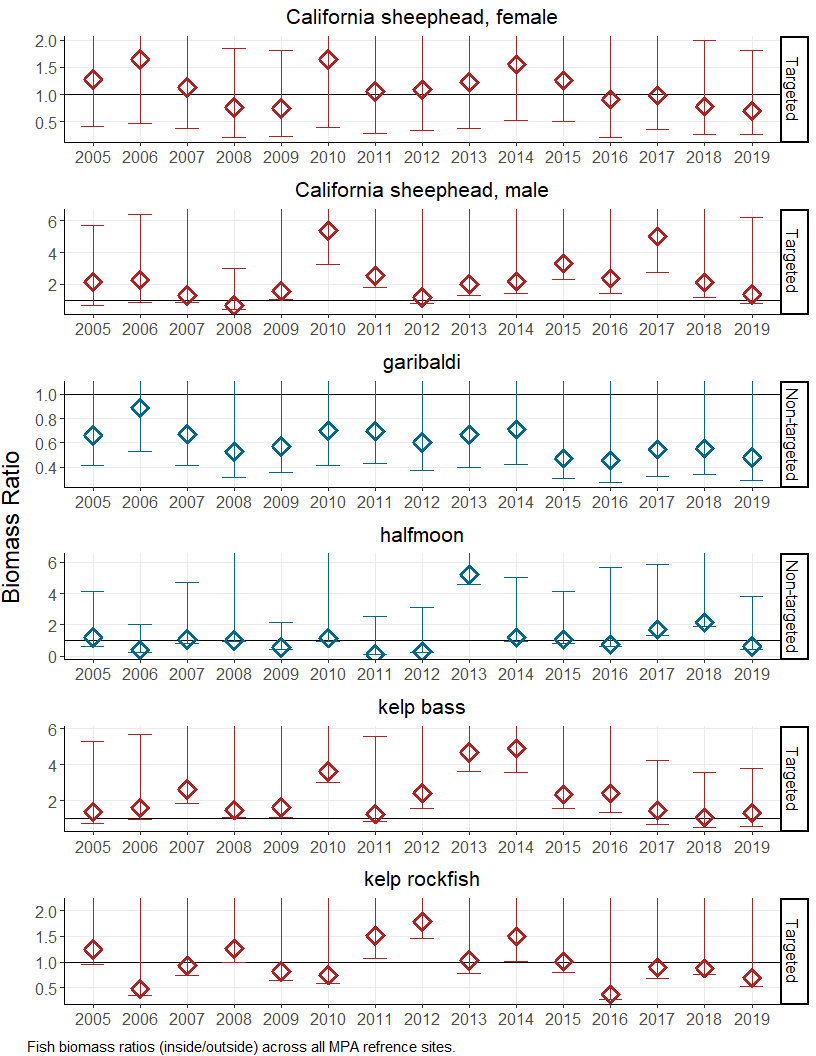 California sheephead, female
2.0
1.5
1.0
0.5
Targeted
2005 2006 2007 2008 2009 2010 2011 2012 2013 2014 2015 2016 2017 2018 2019
California sheephead, male
6
4
2
Targeted
2005 2006 2007 2008 2009 2010 2011 2012 2013 2014 2015 2016 2017 2018 2019
garibaldi
1.0
0.8
0.6
0.4
Non-targeted
2005 2006 2007 2008 2009 2010 2011 2012 2013 2014 2015 2016 2017 2018 2019
Biomass Ratio
halfmoon
6
4
2
0
Non-targeted
2005 2006 2007 2008 2009 2010 2011 2012 2013 2014 2015 2016 2017 2018 2019
kelp bass
6
4
2
Targeted
2005 2006 2007 2008 2009 2010 2011 2012 2013 2014 2015 2016 2017 2018 2019
kelp rockfish
2.0
1.5
1.0
0.5
Targeted
2005 2006 2007 2008 2009 2010 2011 2012 2013 2014 2015 2016 2017 2018 2019
Fish biomass ratios (inside/outside) across all MPA refrence sites.